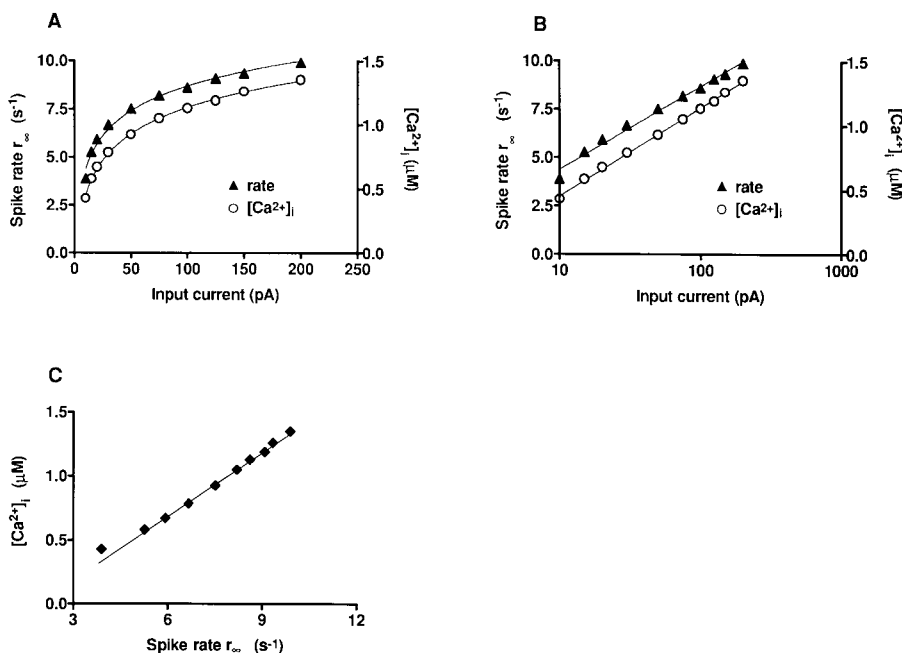 A
10.0
7.5
5.0
2.5
0.0
Spike rate r∞ (s-1)
1.5
1.0
0.5
0.0
[Ca2+]i (μM)
▲ rate
○ [Ca2+]i
0 50 100 150 200 250
Input current (pA)
B
10.0
7.5
5.0
2.5
0.0
Spike rate r∞ (s-1)
1.5
1.0
0.5
0.0
[Ca2+]i (μM)
▲ rate
○ [Ca2+]i
10 100 1000
Input current (pA)
C
1.5
1.0
0.5
0.0
[Ca2+]i (μM)
3 6 9 12
Spike rate r∞ (s-1)